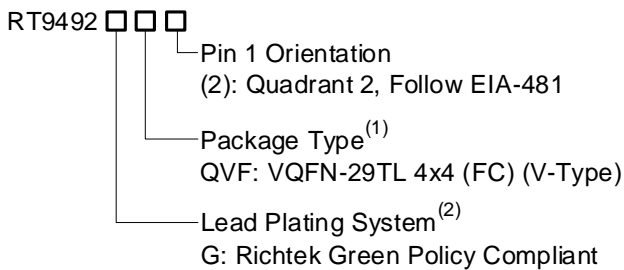 RT9492
Pin 1 Orientation
(2): Quadrant 2, Follow EIA-481
Package Type(1)
QVF: VQFN-29TL 4x4 (FC) (V-Type)
Lead Plating System(2)
G: Richtek Green Policy Compliant